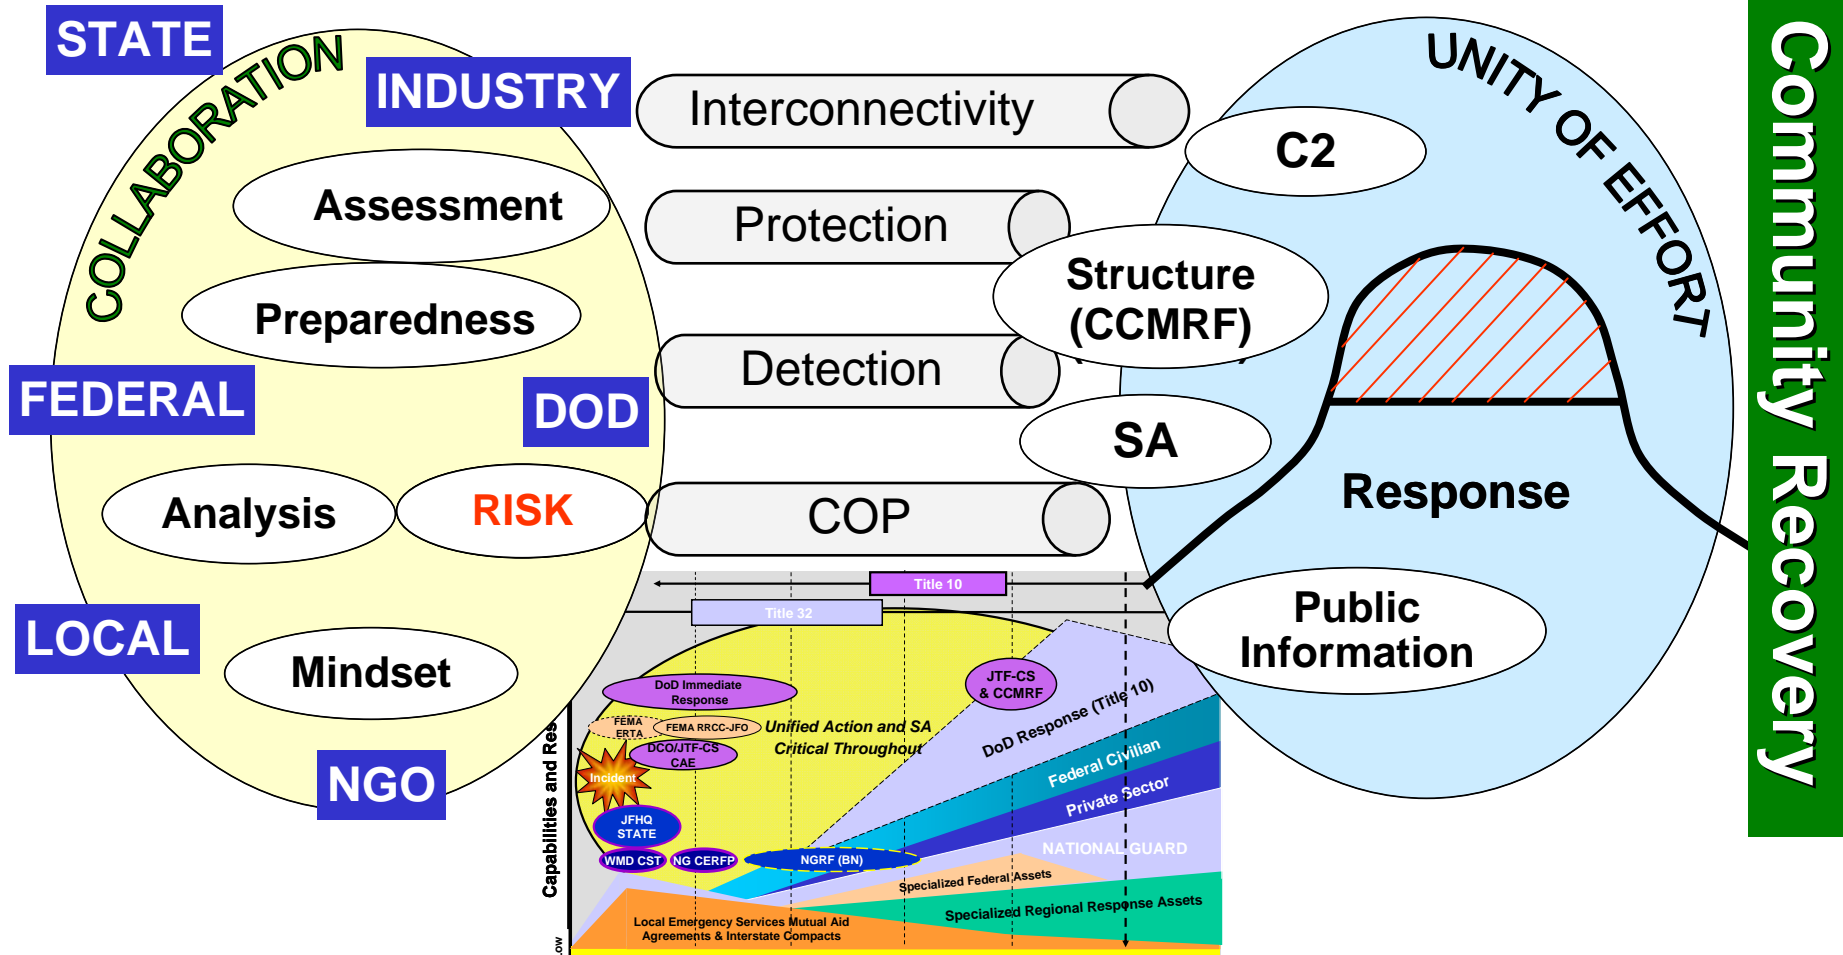 STATE
COLLABORATION
INDUSTRY
Assessment
Preparedness
FEDERAL
DOD
Analysis
RISK
LOCAL
Mindset
NGO
Interconnectivity
Protection
Detection
COP
UNITY OF EFFORT
C2
Structure
(CCMRF)
SA
Response
Public
Information
Community Recovery
Title 10
Title 32
DoD Immediate
Response
FEMA
ERTA
FEMA RRCC-JFO
DCO/JTF-CS
CAE
Unified Action and SA
Critical Throughout
JTF-CS
& CCMRF
Incident
JFHQ
STATE
WMD CST
NG CERFP
NGRF (BN)
DoD Response (Title 10)
Federal Civilian
Private Sector
NATIONAL GUARD
Specialized Federal Assets
Specialized Regional Response Assets
Local Emergency Services Mutual Aid
Agreements & Interstate Compacts
Capabilities and Res